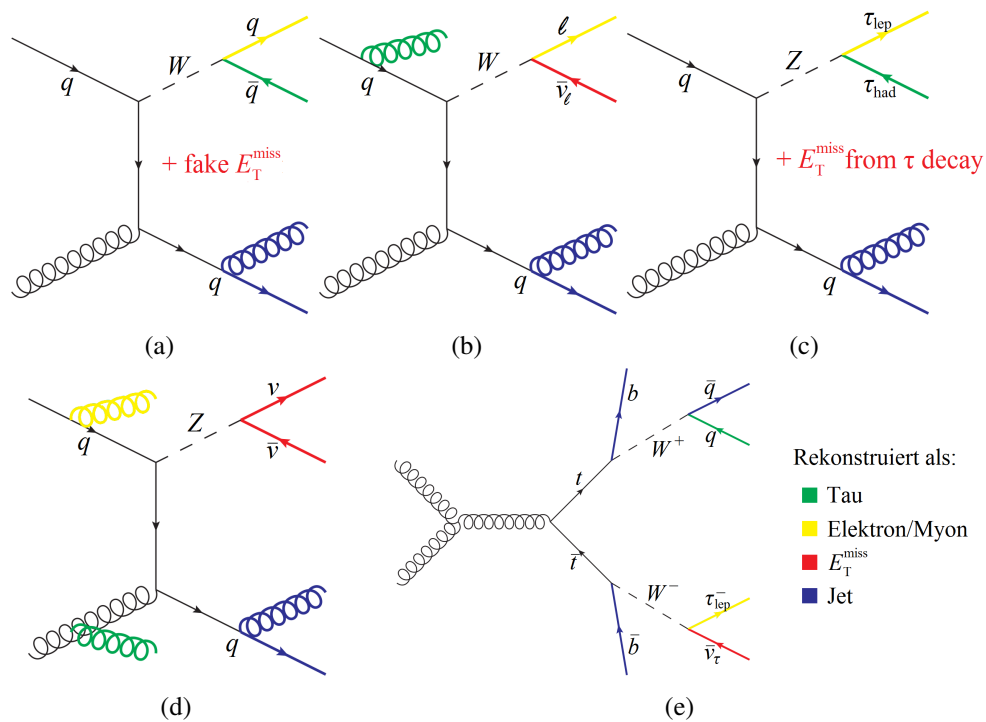 q
W
q
q̄
+ fake E_T^miss
q
(a)
q
W
ℓ
ν̄_ℓ
q
(b)
q
Z
τ_lep
τ_had
+ E_T^miss from τ decay
q
(c)
q
Z
ν
ν̄
q
(d)
b
q̄
q
W⁺
t
t̄
W⁻
τ⁻_lep
ν̄_τ
b̄
(e)
Rekonstruiert als:
Tau
Elektron/Myon
E_T^miss
Jet